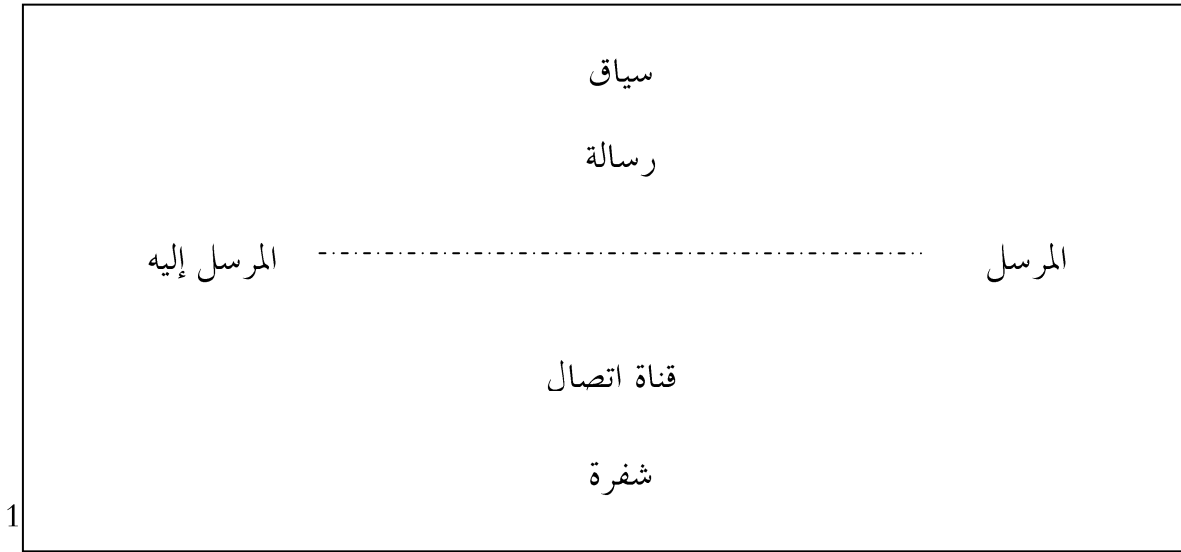 سياق
رسالة
المرسل المرسل إليه
قناة اتصال
شفرة
1